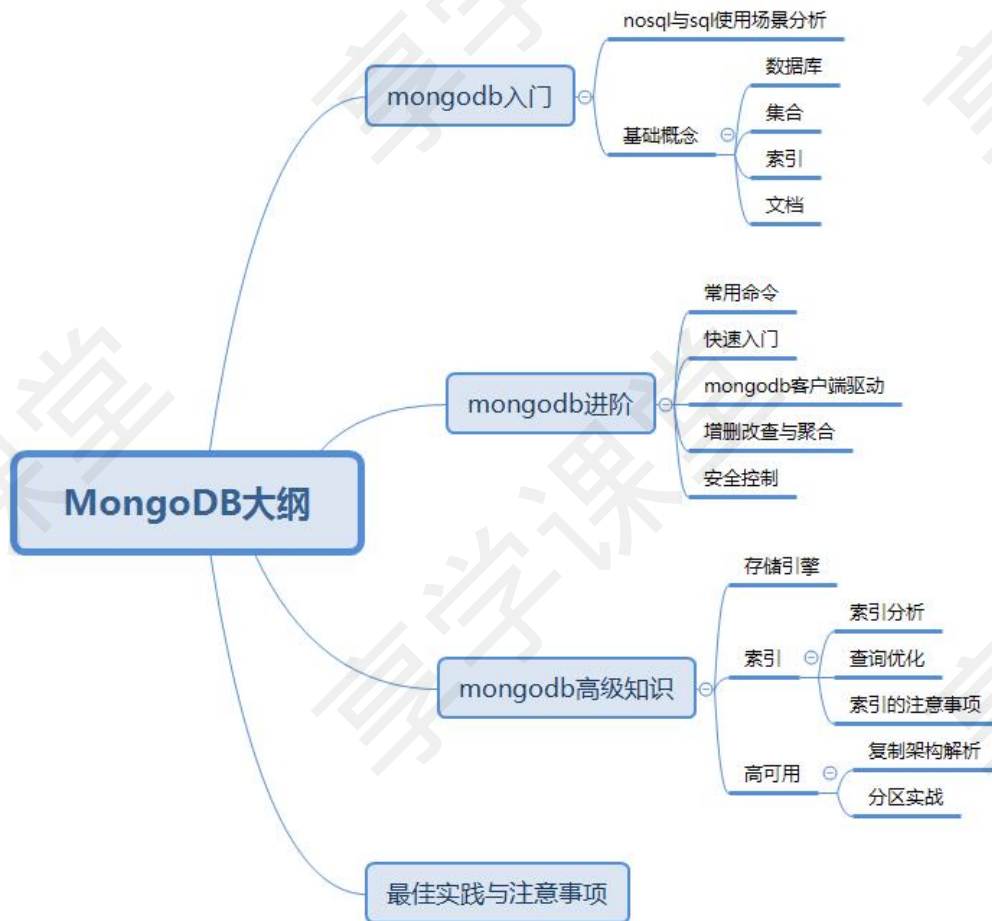 nosql与sql使用场景分析
数据库
mongodb入门
集合
基础概念
索引
文档
常用命令
快速入门
mongodb客户端驱动
mongodb进阶
增删改查与聚合
安全控制
MongoDB大纲
存储引擎
索引分析
索引
查询优化
mongodb高级知识
索引的注意事项
复制架构解析
高可用
分区实战
最佳实践与注意事项
享学课堂